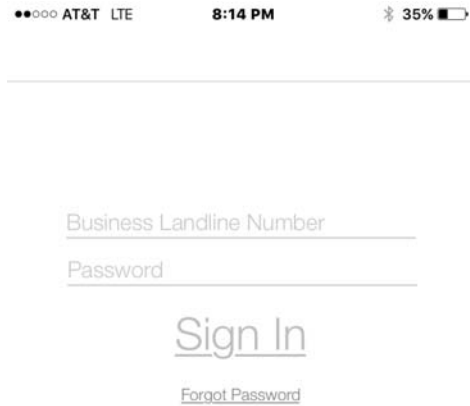 AT&T LTE 8:14 PM 35%
Business Landline Number
Password
Sign In
Forgot Password